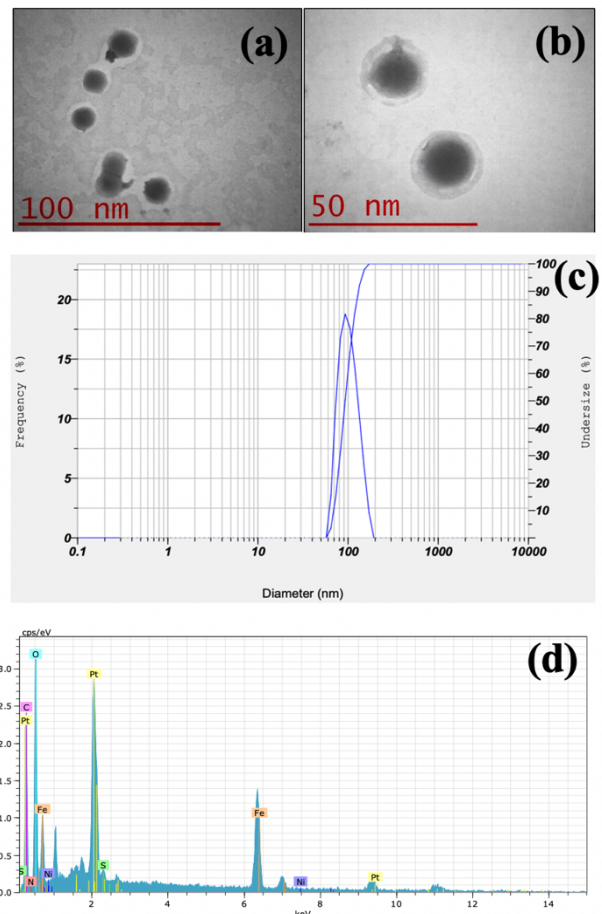 (a)
100 nm
(b)
50 nm
(c)
Frequency (%)
20
15
10
5
0
100
90
80
70
60
50
40
30
20
10
Undersize (%)
0.1 1 10 100 1000 10000
Diameter (nm)
(d)
cps/eV
3.0
2.5
2.0
1.5
1.0
0.5
0.0
O
C
Pt
Pt
Fe
S
N
Ni
S
Fe
Ni
Pt
2 4 6 8 10 12 14
keV